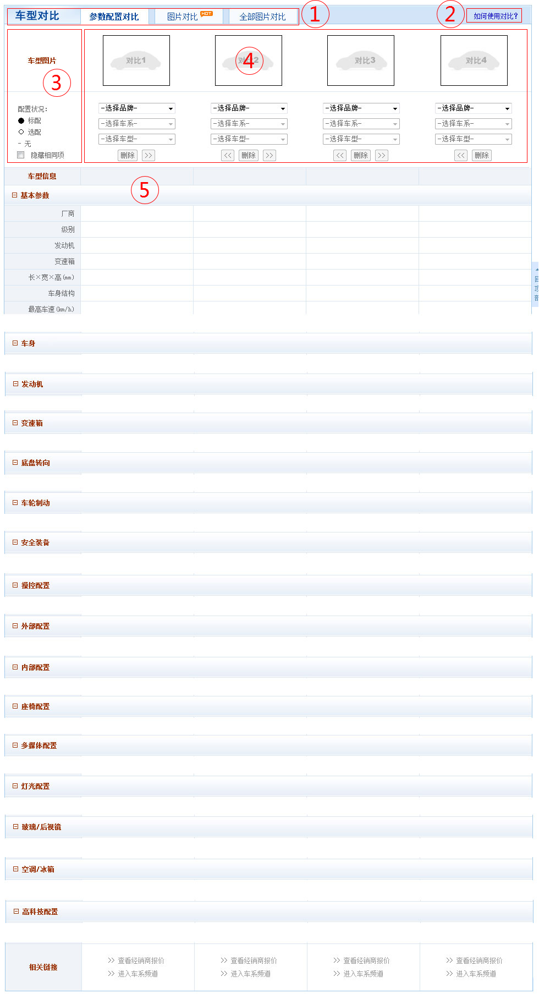 车型对比 参数配置对比 图片对比 HOT 全部图片对比 1 2 如何使用对比?
对比1 对比2 对比3 对比4
车型图片 4
3
配置状况: -选择品牌- -选择品牌- -选择品牌- -选择品牌-
标配 -选择车系- -选择车系- -选择车系- -选择车系-
选配
- 无 -选择车型- -选择车型- -选择车型- -选择车型-
隐藏相同项 删除 >> << 删除 >> << 删除 >> << 删除
车型信息
5
基本参数
厂商
级别
发动机
变速箱
长×宽×高(mm)
回顶部
车身结构
最高车速(km/h)
车身
发动机
变速箱
底盘转向
车轮制动
安全装备
操控配置
外部配置
内部配置
座椅配置
多媒体配置
灯光配置
玻璃/后视镜
空调/冰箱
高科技配置
相关链接
>> 查看经销商报价 >> 查看经销商报价 >> 查看经销商报价 >> 查看经销商报价
>> 进入车系频道 >> 进入车系频道 >> 进入车系频道 >> 进入车系频道